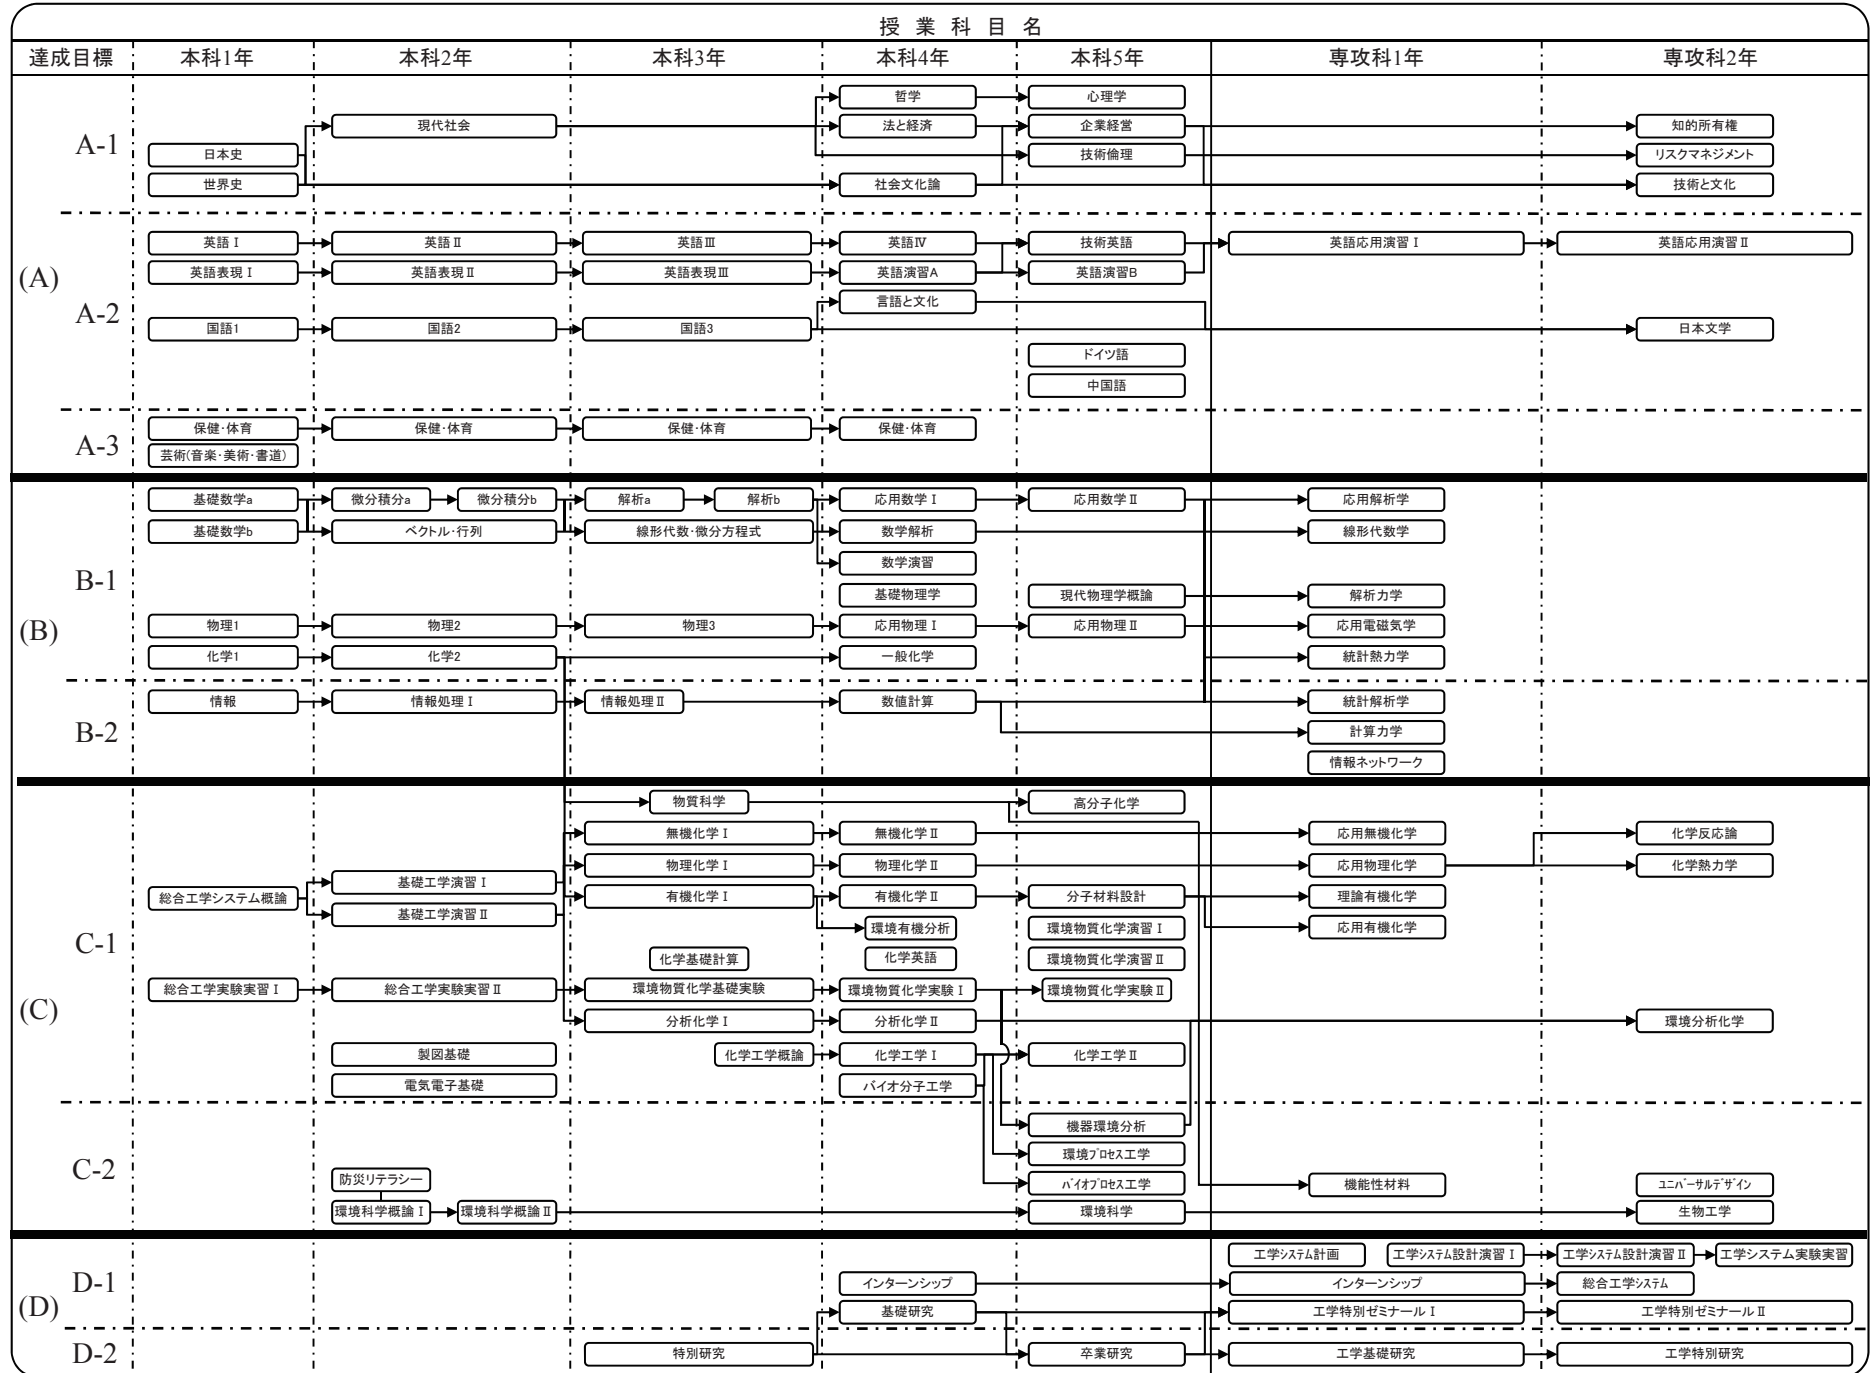 授業科目名
達成目標 本科1年 本科2年 本科3年 本科4年 本科5年 専攻科1年 専攻科2年
哲学 心理学
現代社会 法と経済 企業経営 知的所有権
A-1
日本史 技術倫理 リスクマネジメント
世界史 社会文化論 技術と文化
英語Ⅰ 英語Ⅱ 英語Ⅲ 英語Ⅳ 技術英語 英語応用演習Ⅰ 英語応用演習Ⅱ
英語表現Ⅰ 英語表現Ⅱ 英語表現Ⅲ 英語演習A 英語演習B
(A)
言語と文化
A-2
国語1 国語2 国語3 日本文学
ドイツ語
中国語
保健・体育 保健・体育 保健・体育 保健・体育
A-3
芸術(音楽・美術・書道)
基礎数学a 微分積分a 微分積分b 解析a 解析b 応用数学Ⅰ 応用数学Ⅱ 応用解析学
基礎数学b ベクトル・行列 線形代数・微分方程式 数学解析 線形代数学
数学演習
B-1
基礎物理学 現代物理学概論 解析力学
(B)
物理1 物理2 物理3 応用物理Ⅰ 応用物理Ⅱ 応用電磁気学
化学1 化学2 一般化学 統計熱力学
情報 情報処理Ⅰ 情報処理Ⅱ 数値計算 統計解析学
B-2
計算力学
情報ネットワーク
物質科学 高分子化学
無機化学Ⅰ 無機化学Ⅱ 応用無機化学 化学反応論
物理化学Ⅰ 物理化学Ⅱ 応用物理化学 化学熱力学
基礎工学演習Ⅰ
総合工学システム概論 有機化学Ⅰ 有機化学Ⅱ 分子材料設計 理論有機化学
基礎工学演習Ⅱ
環境有機分析 環境物質化学演習Ⅰ 応用有機化学
C-1
化学基礎計算 化学英語 環境物質化学演習Ⅱ
総合工学実験実習Ⅰ 総合工学実験実習Ⅱ 環境物質化学基礎実験 環境物質化学実験Ⅰ 環境物質化学実験Ⅱ
(C)
分析化学Ⅰ 分析化学Ⅱ 環境分析化学
製図基礎 化学工学概論 化学工学Ⅰ 化学工学Ⅱ
電気電子基礎 バイオ分子工学
機器環境分析
環境プロセス工学
C-2
防災リテラシー バイオプロセス工学 機能性材料 ユニバーサルデザイン
環境科学概論Ⅰ 環境科学概論Ⅱ 環境科学 生物工学
工学システム計画 工学システム設計演習Ⅰ 工学システム設計演習Ⅱ 工学システム実験実習
D-1
インターンシップ インターンシップ 総合工学システム
(D)
基礎研究 工学特別ゼミナールⅠ 工学特別ゼミナールⅡ
D-2
特別研究 卒業研究 工学基礎研究 工学特別研究